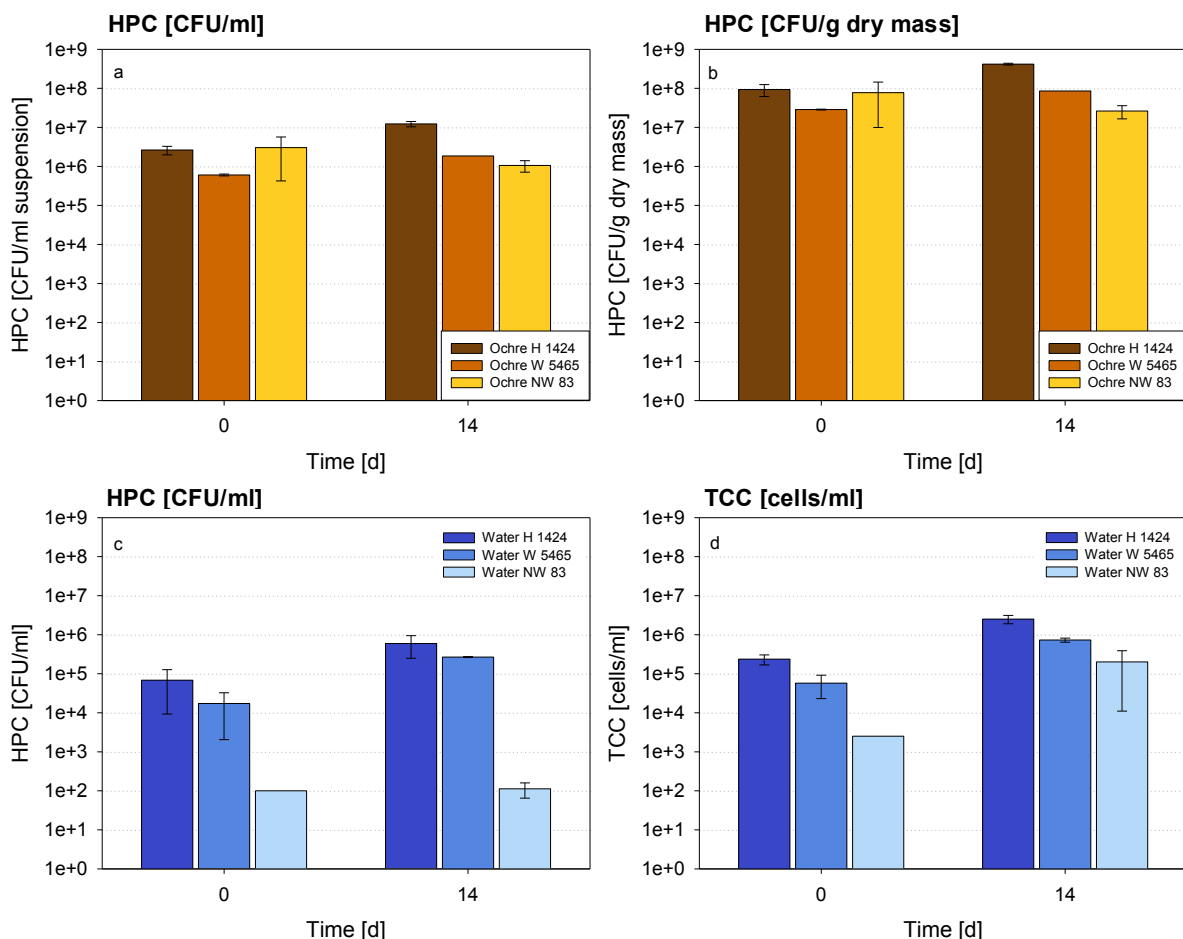 HPC [CFU/ml]
a
HPC [CFU/ml suspension]
1e+9
1e+8
1e+7
1e+6
1e+5
1e+4
1e+3
1e+2
1e+1
1e+0
Ochre H 1424
Ochre W 5465
Ochre NW 83
0 14
Time [d]
HPC [CFU/g dry mass]
b
HPC [CFU/g dry mass]
1e+9
1e+8
1e+7
1e+6
1e+5
1e+4
1e+3
1e+2
1e+1
1e+0
Ochre H 1424
Ochre W 5465
Ochre NW 83
0 14
Time [d]
HPC [CFU/ml]
c
HPC [CFU/ml]
1e+9
1e+8
1e+7
1e+6
1e+5
1e+4
1e+3
1e+2
1e+1
1e+0
Water H 1424
Water W 5465
Water NW 83
0 14
Time [d]
TCC [cells/ml]
d
TCC [cells/ml]
1e+9
1e+8
1e+7
1e+6
1e+5
1e+4
1e+3
1e+2
1e+1
1e+0
Water H 1424
Water W 5465
Water NW 83
0 14
Time [d]